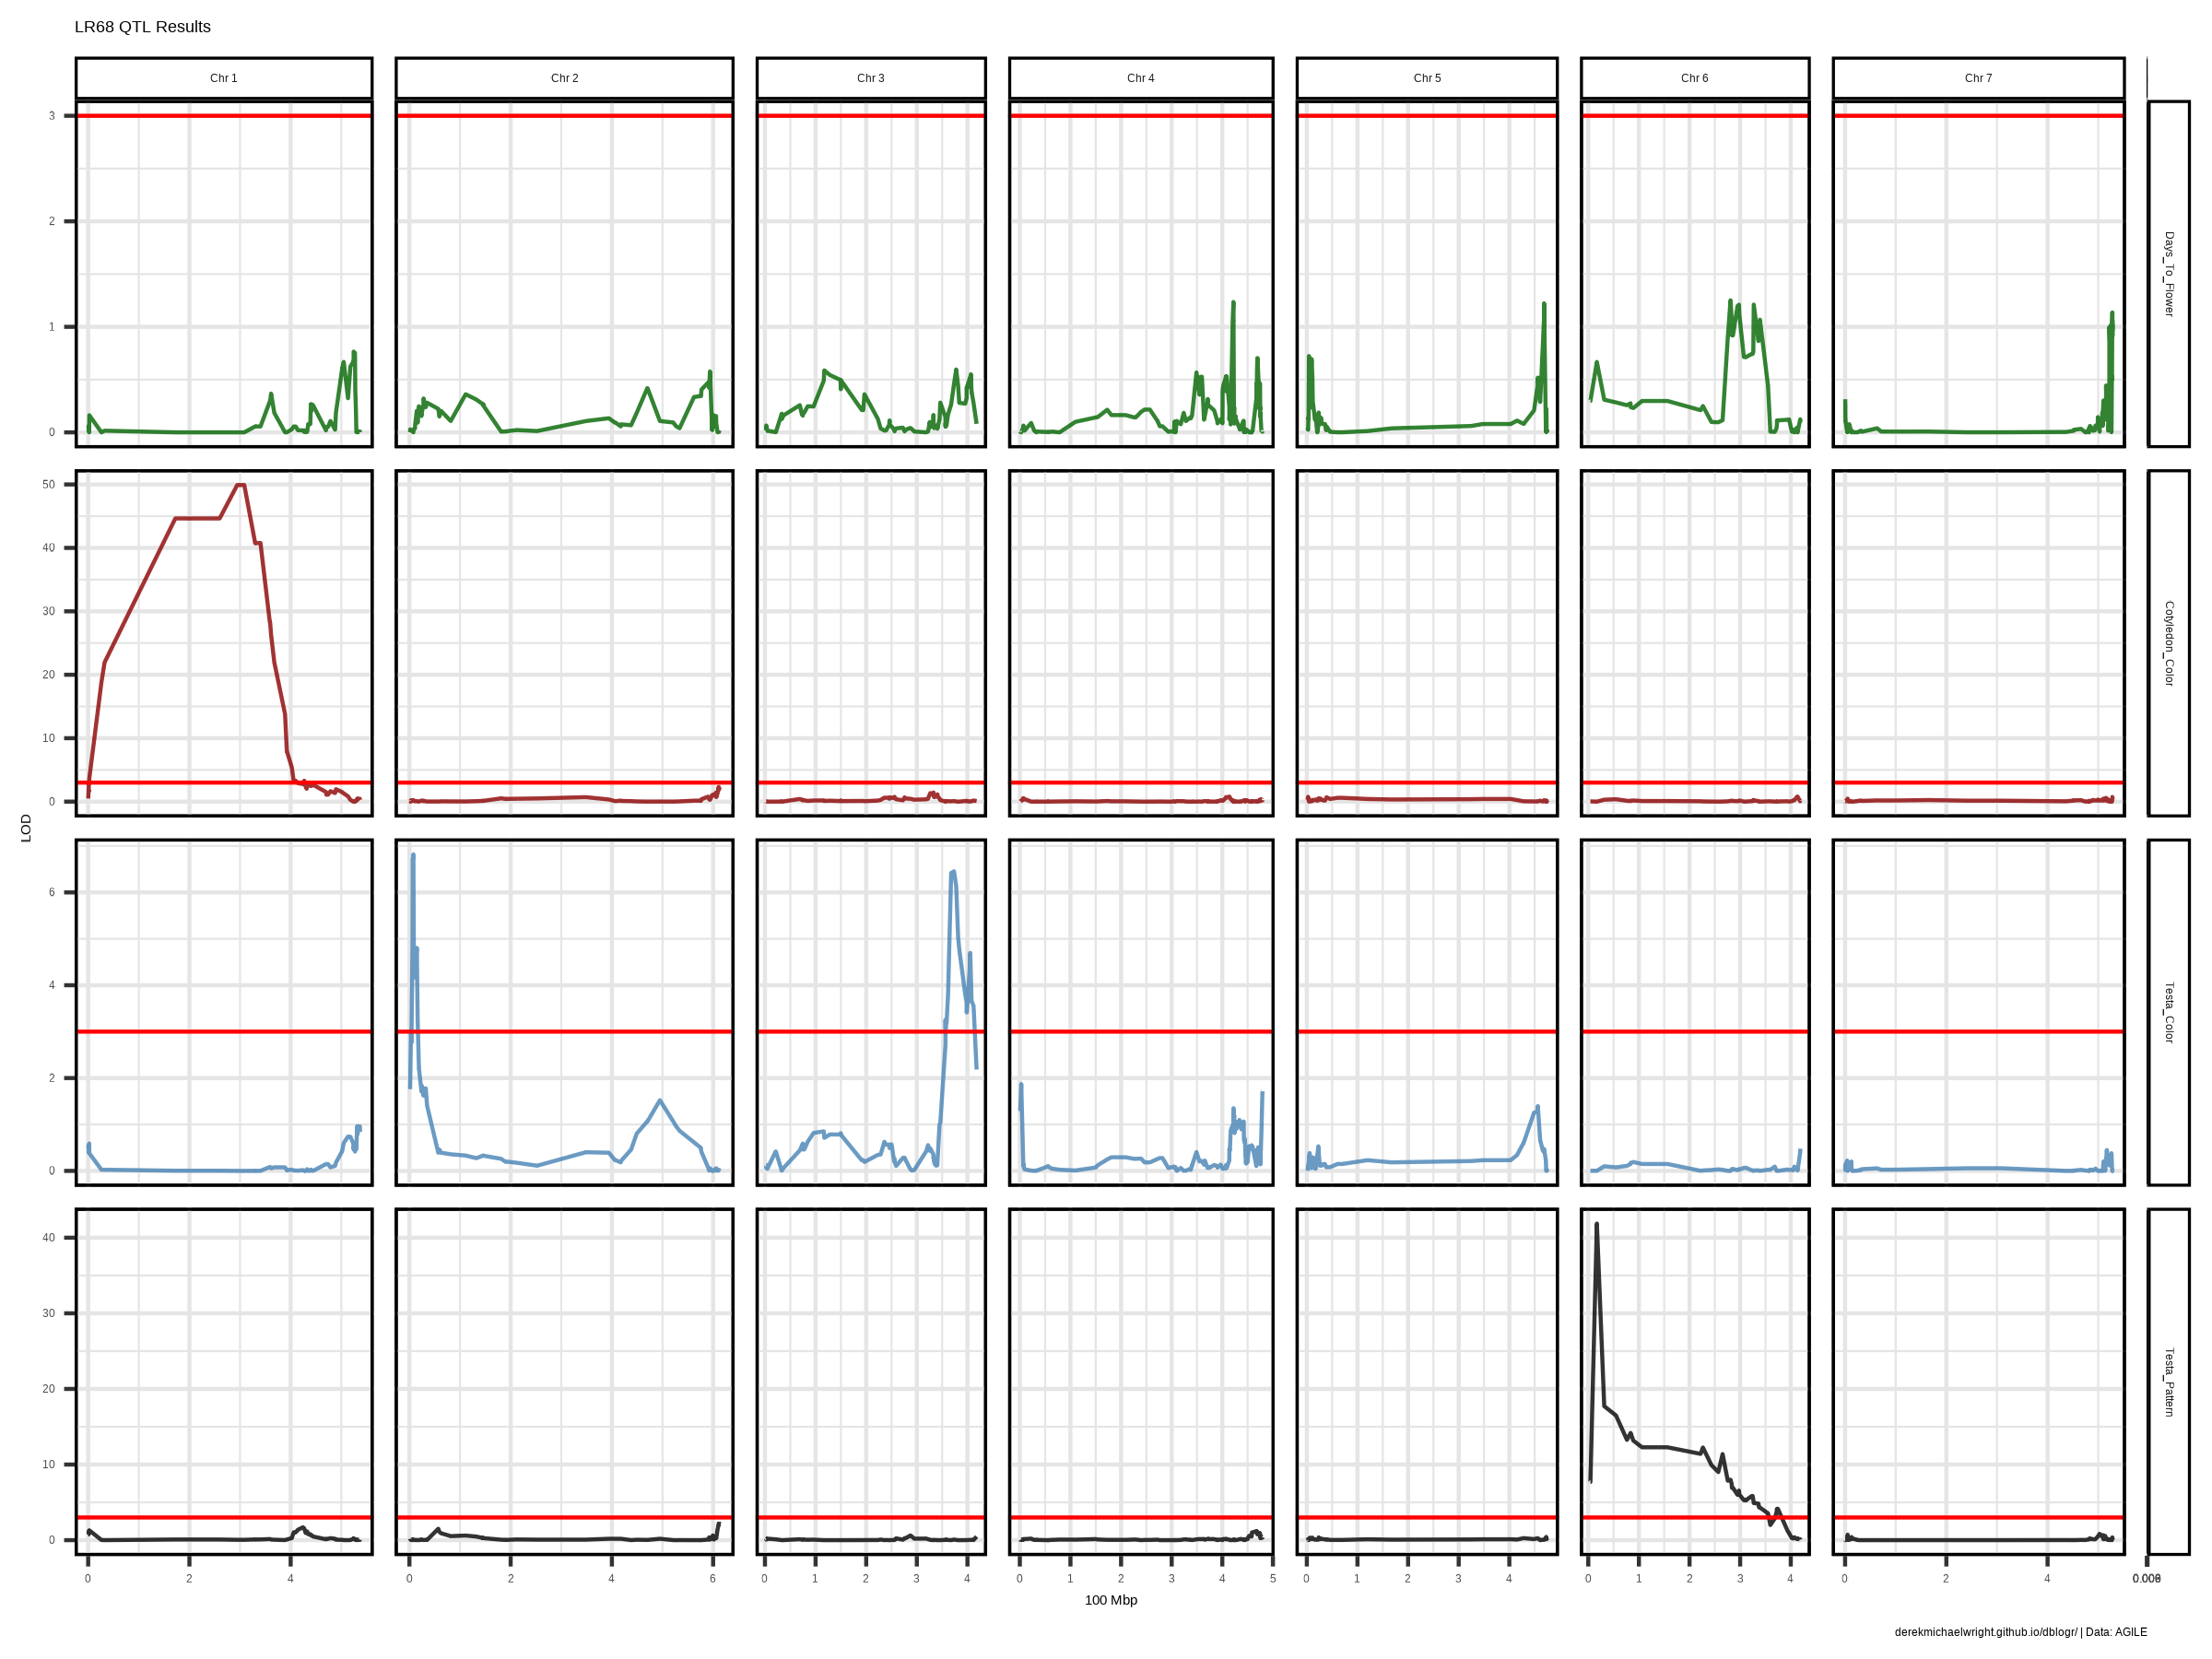 LR68 QTL Results
Chr 1 Chr 2 Chr 3 Chr 4 Chr 5 Chr 6 Chr 7
3
2
1
0
Days_To_Flower
50
40
30
20
10
0
Cotyledon_Color
LOD
6
4
2
0
Testa_Color
40
30
20
10
0
Testa_Pattern
0 2 4 0 2 4 6 0 1 2 3 4 0 1 2 3 4 5 0 1 2 3 4 0 1 2 3 4 0 2 4
100 Mbp
derekmichaelwright.github.io/dblogr/ | Data: AGILE